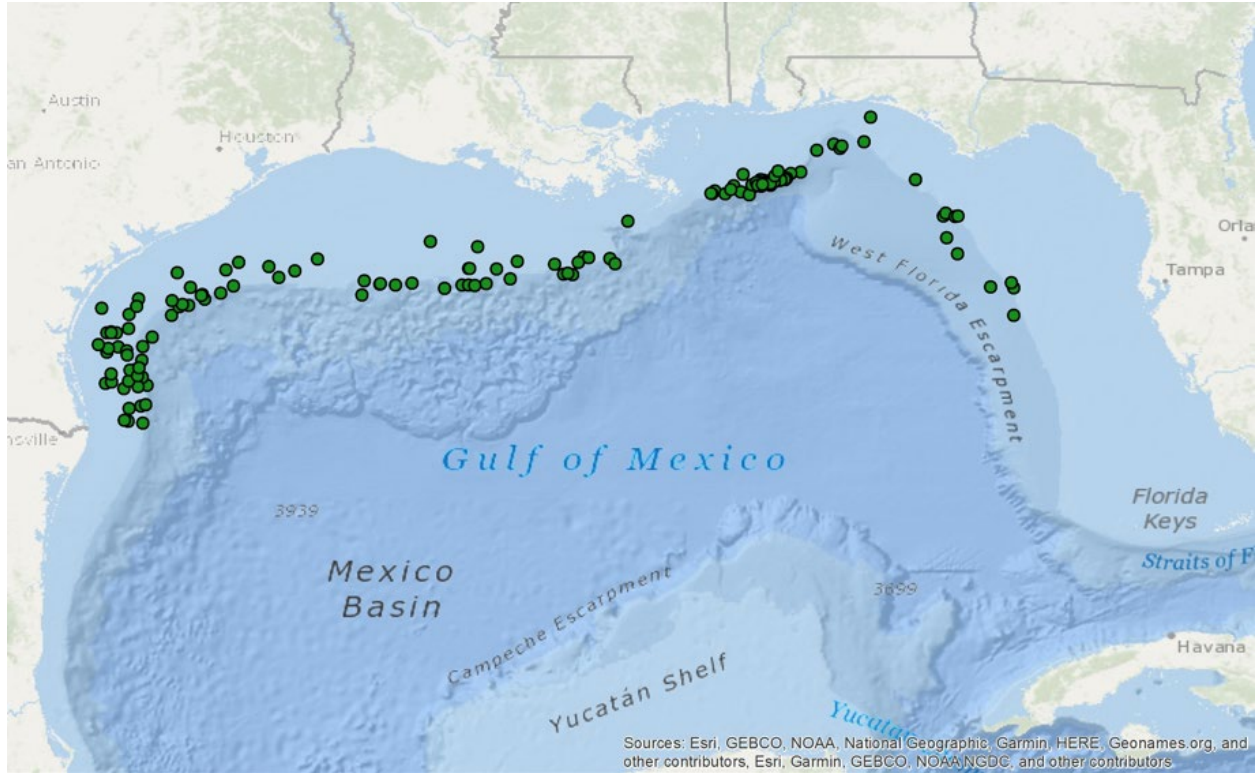 Austin
Houston
an Antonio
Orla
Tampa
West Florida Escarpment
nsville
Gulf of Mexico
Florida
Keys
3939
Straits of F
Mexico
Basin
Campeche Escarpment
3699
Havana
Yucatán Shelf
Yucatan
Sources: Esri, GEBCO, NOAA, National Geographic, Garmin, HERE, Geonames.org, and
other contributors, Esri, Garmin, GEBCO, NOAA NGDC, and other contributors